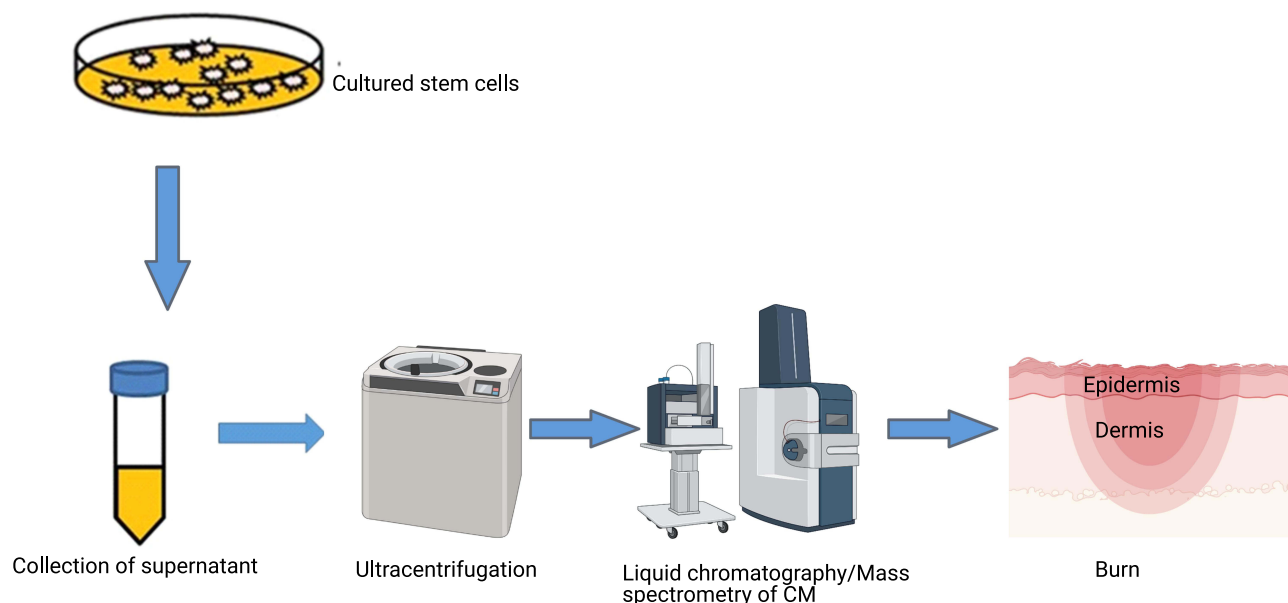 Cultured stem cells
Epidermis
Dermis
Collection of supernatant
Ultracentrifugation
Liquid chromatography/Mass
spectrometry of CM
Burn